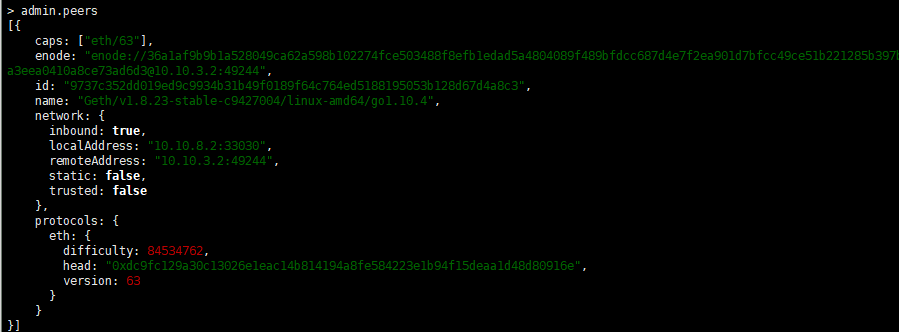 > admin.peers
[{
caps: ["eth/63"],
enode: "enode://36a1af9b9b1a528049ca62a598b102274fce503488f8efb1edad5a4804089f489bfdcc687d4e7f2ea901d7bfcc49ce51b221285b397b
a3eea0410a8ce73ad6d3@10.10.3.2:49244",
id: "9737c352dd019ed9c9934b31b49f0189f64c764ed5188195053b128d67d4a8c3",
name: "Geth/v1.8.23-stable-c9427004/linux-amd64/go1.10.4",
network: {
inbound: true,
localAddress: "10.10.8.2:33030",
remoteAddress: "10.10.3.2:49244",
static: false,
trusted: false
},
protocols: {
eth: {
difficulty: 84534762,
head: "0xdc9fc129a30c13026e1eac14b814194a8fe584223e1b94f15deaa1d48d80916e",
version: 63
}
}
}]